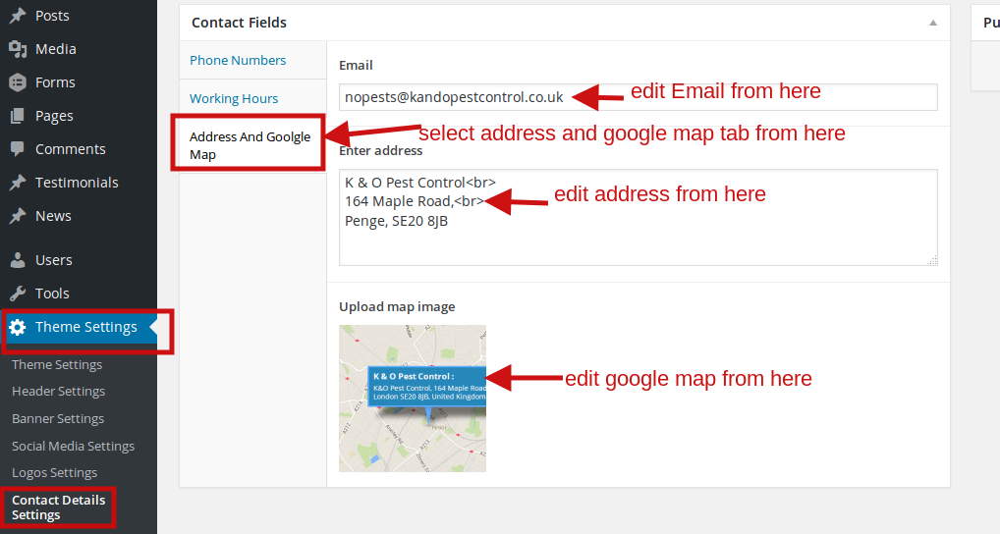 Posts
Media
Forms
Pages
Comments
Testimonials
News
Users
Tools
Theme Settings
Theme Settings
Header Settings
Banner Settings
Social Media Settings
Logos Settings
Contact Details
Settings
Contact Fields
Phone Numbers
Working Hours
Address And Goolgle
Map
Email
nopests@kandopestcontrol.co.uk
edit Email from here
select address and google map tab from here
Enter address
K & O Pest Control<br>
164 Maple Road,<br>
Penge, SE20 8JB
edit address from here
Upload map image
K & O Pest Control :
K&O Pest Control, 164 Maple Road
London SE20 8JB, United Kingdom
PENGE
edit google map from here
Pu